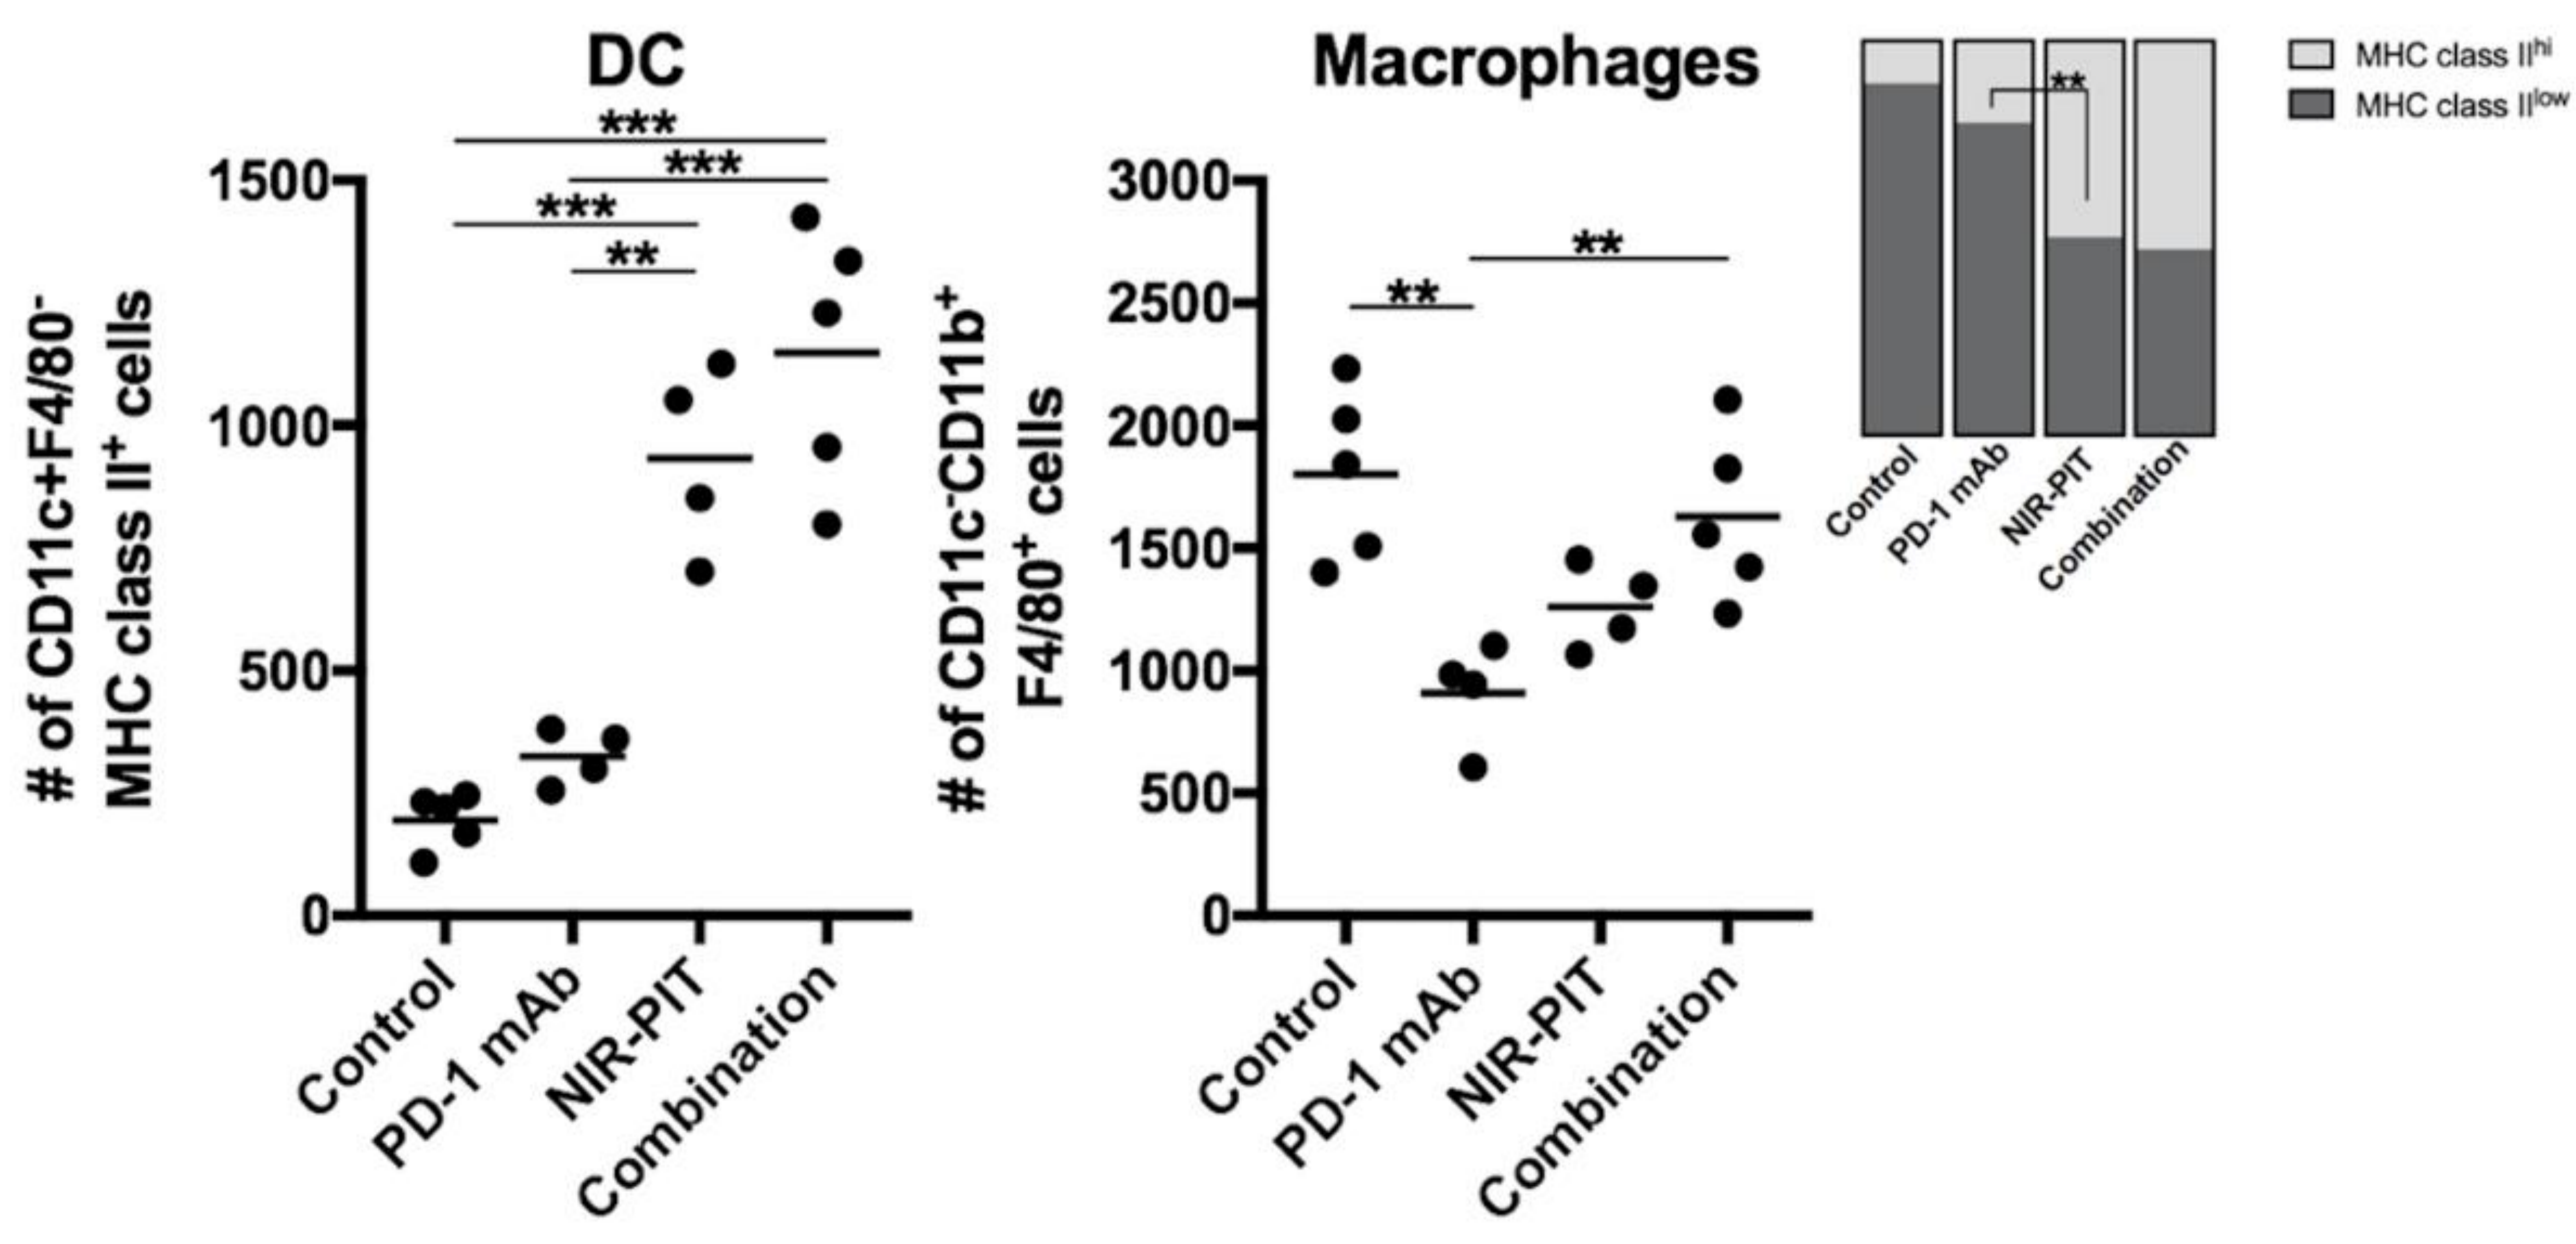 DC
***
***
***
**
# of CD11c+F4/80⁻
MHC class II⁺ cells
1500
1000
500
0
Control
PD-1 mAb
NIR-PIT
Combination
Macrophages
**
**
# of CD11c⁻CD11b⁺
F4/80⁺ cells
3000
2500
2000
1500
1000
500
0
Control
PD-1 mAb
NIR-PIT
Combination
**
Control
PD-1 mAb
NIR-PIT
Combination
MHC class IIʰⁱ
MHC class IIˡᵒʷ